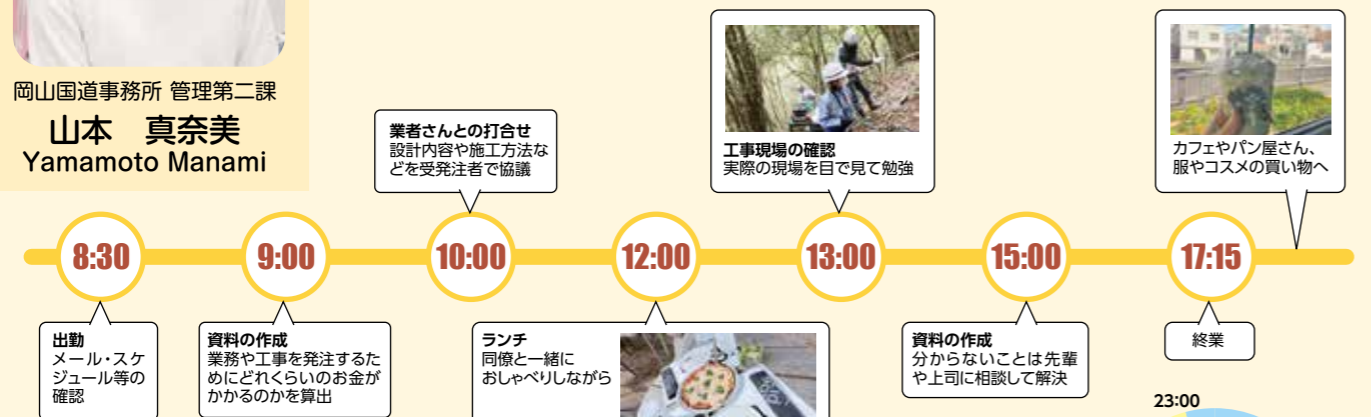 岡山国道事務所 管理第二課
山本　真奈美
Yamamoto Manami
業者さんとの打合せ
設計内容や施工方法な
どを受発注者で協議
工事現場の確認
実際の現場を目で見て勉強
カフェやパン屋さん、
服やコスメの買い物へ
8:30
9:00
10:00
12:00
13:00
15:00
17:15
出勤
メール・スケ
ジュール等の
確認
資料の作成
業務や工事を発注するた
めにどれくらいのお金が
かかるのかを算出
ランチ
同僚と一緒に
おしゃべりしながら
資料の作成
分からないことは先輩
や上司に相談して解決
終業
23:00